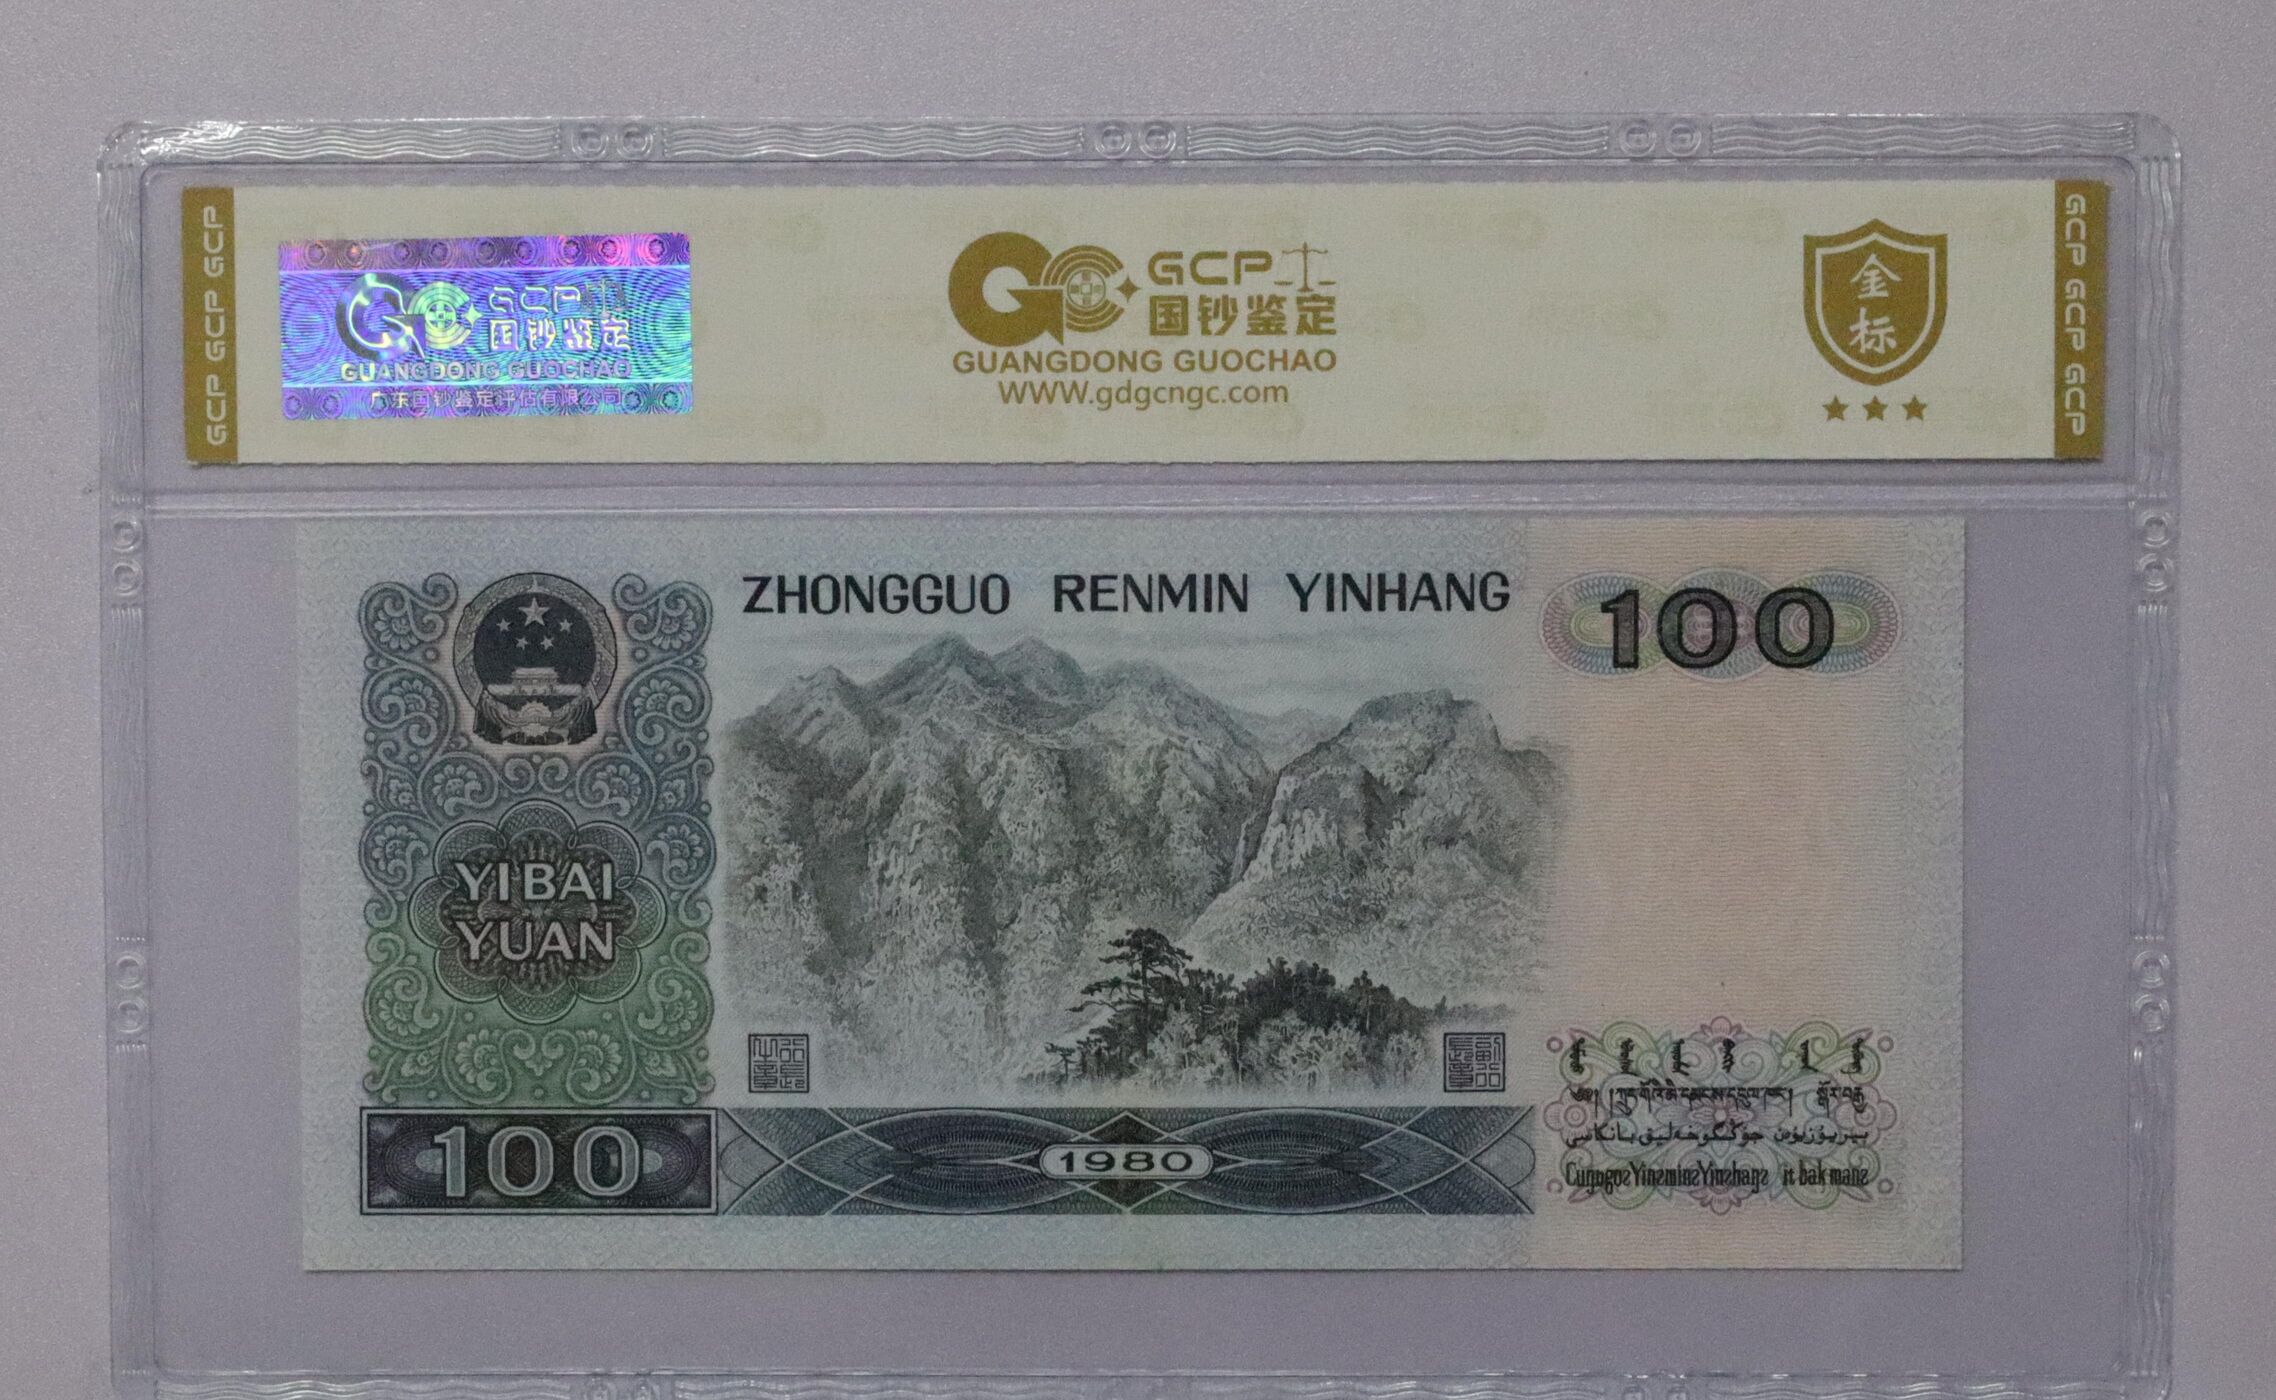 GCP GCP GCP
GCP
国钞鉴定
GUANGDONG GUOCHAO
广东国钞鉴定评估有限公司
GCP
国钞鉴定
GUANGDONG GUOCHAO
WWW.gdgcngc.com
金标
GCP GCP GCP
ZHONGGUO RENMIN YINHANG
100
YI BAI
YUAN
100
1980